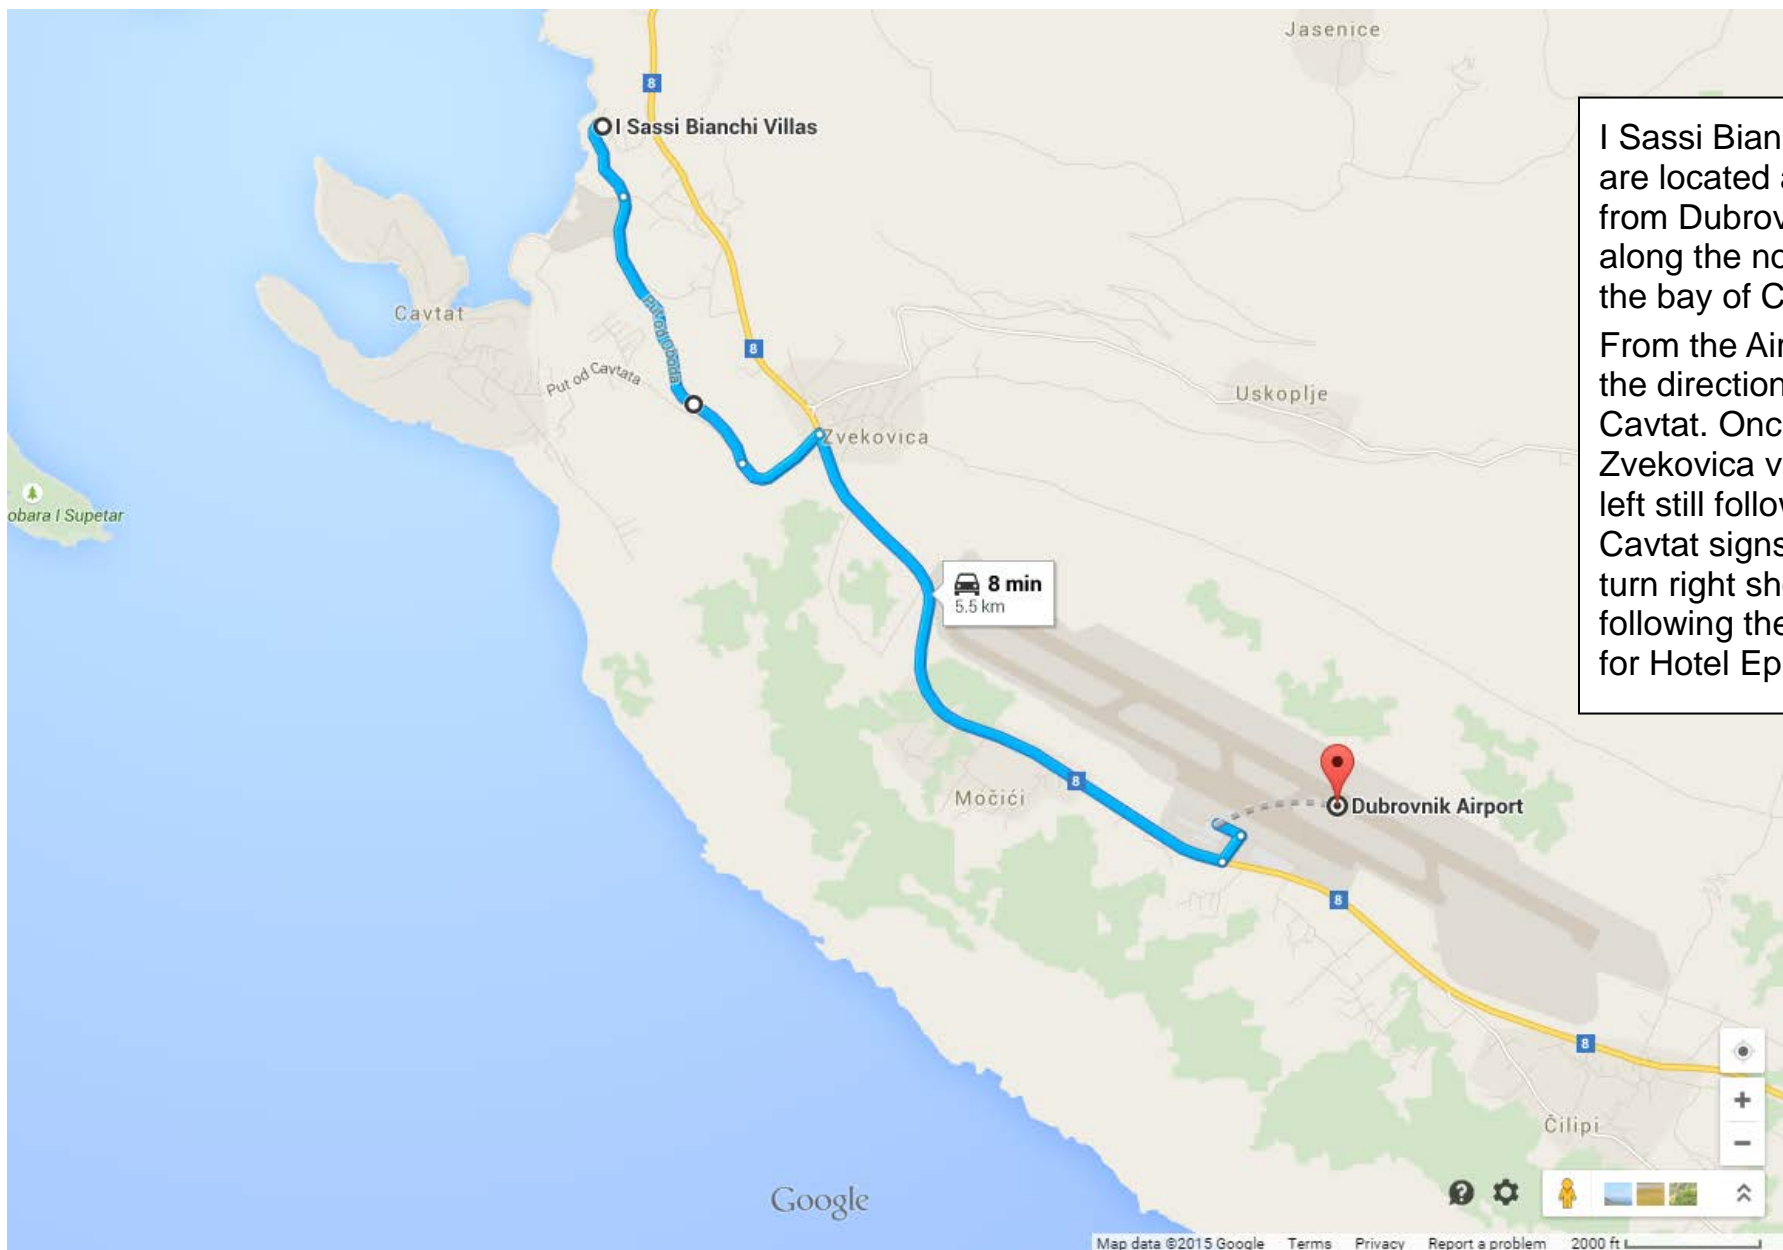 Jasenice
8
I Sassi Bianchi Villas
Cavtat
Put od Oboda
8
Put od Cavtata
Zvekovica
Uskoplje
obara I Supetar
8 min
5.5 km
Močići
8
Dubrovnik Airport
8
8
Čilipi
I Sassi Bian
are located
from Dubrov
along the no
the bay of C
From the Air
the direction
Cavtat. Onc
Zvekovica v
left still follow
Cavtat signs
turn right sh
following the
for Hotel Ep
Google
Map data ©2015 Google Terms Privacy Report a problem 2000 ft